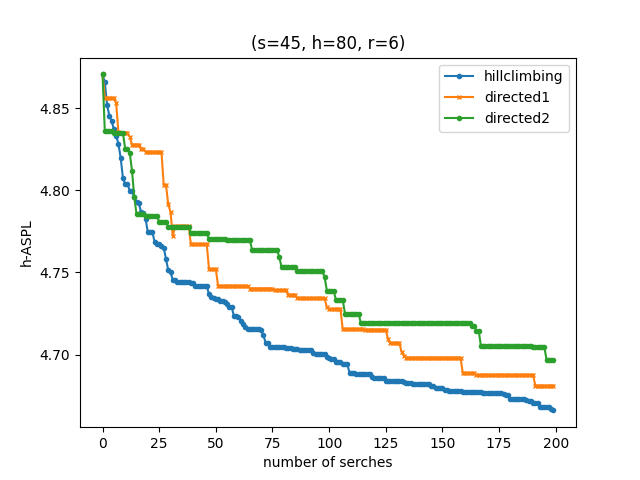 (s=45, h=80, r=6)
hillclimbing
directed1
directed2
h-ASPL
4.85
4.80
4.75
4.70
0 25 50 75 100 125 150 175 200
number of serches